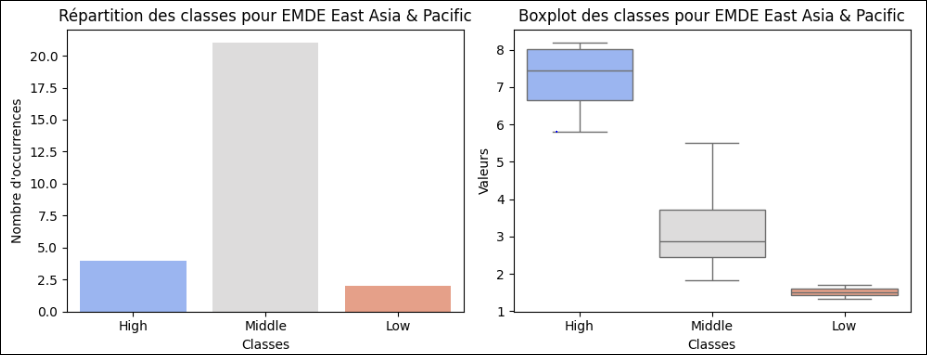 Répartition des classes pour EMDE East Asia & Pacific
Nombre d'occurrences
20.0
17.5
15.0
12.5
10.0
7.5
5.0
2.5
0.0
High Middle Low
Classes
Boxplot des classes pour EMDE East Asia & Pacific
Valeurs
8
7
6
5
4
3
2
1
High Middle Low
Classes